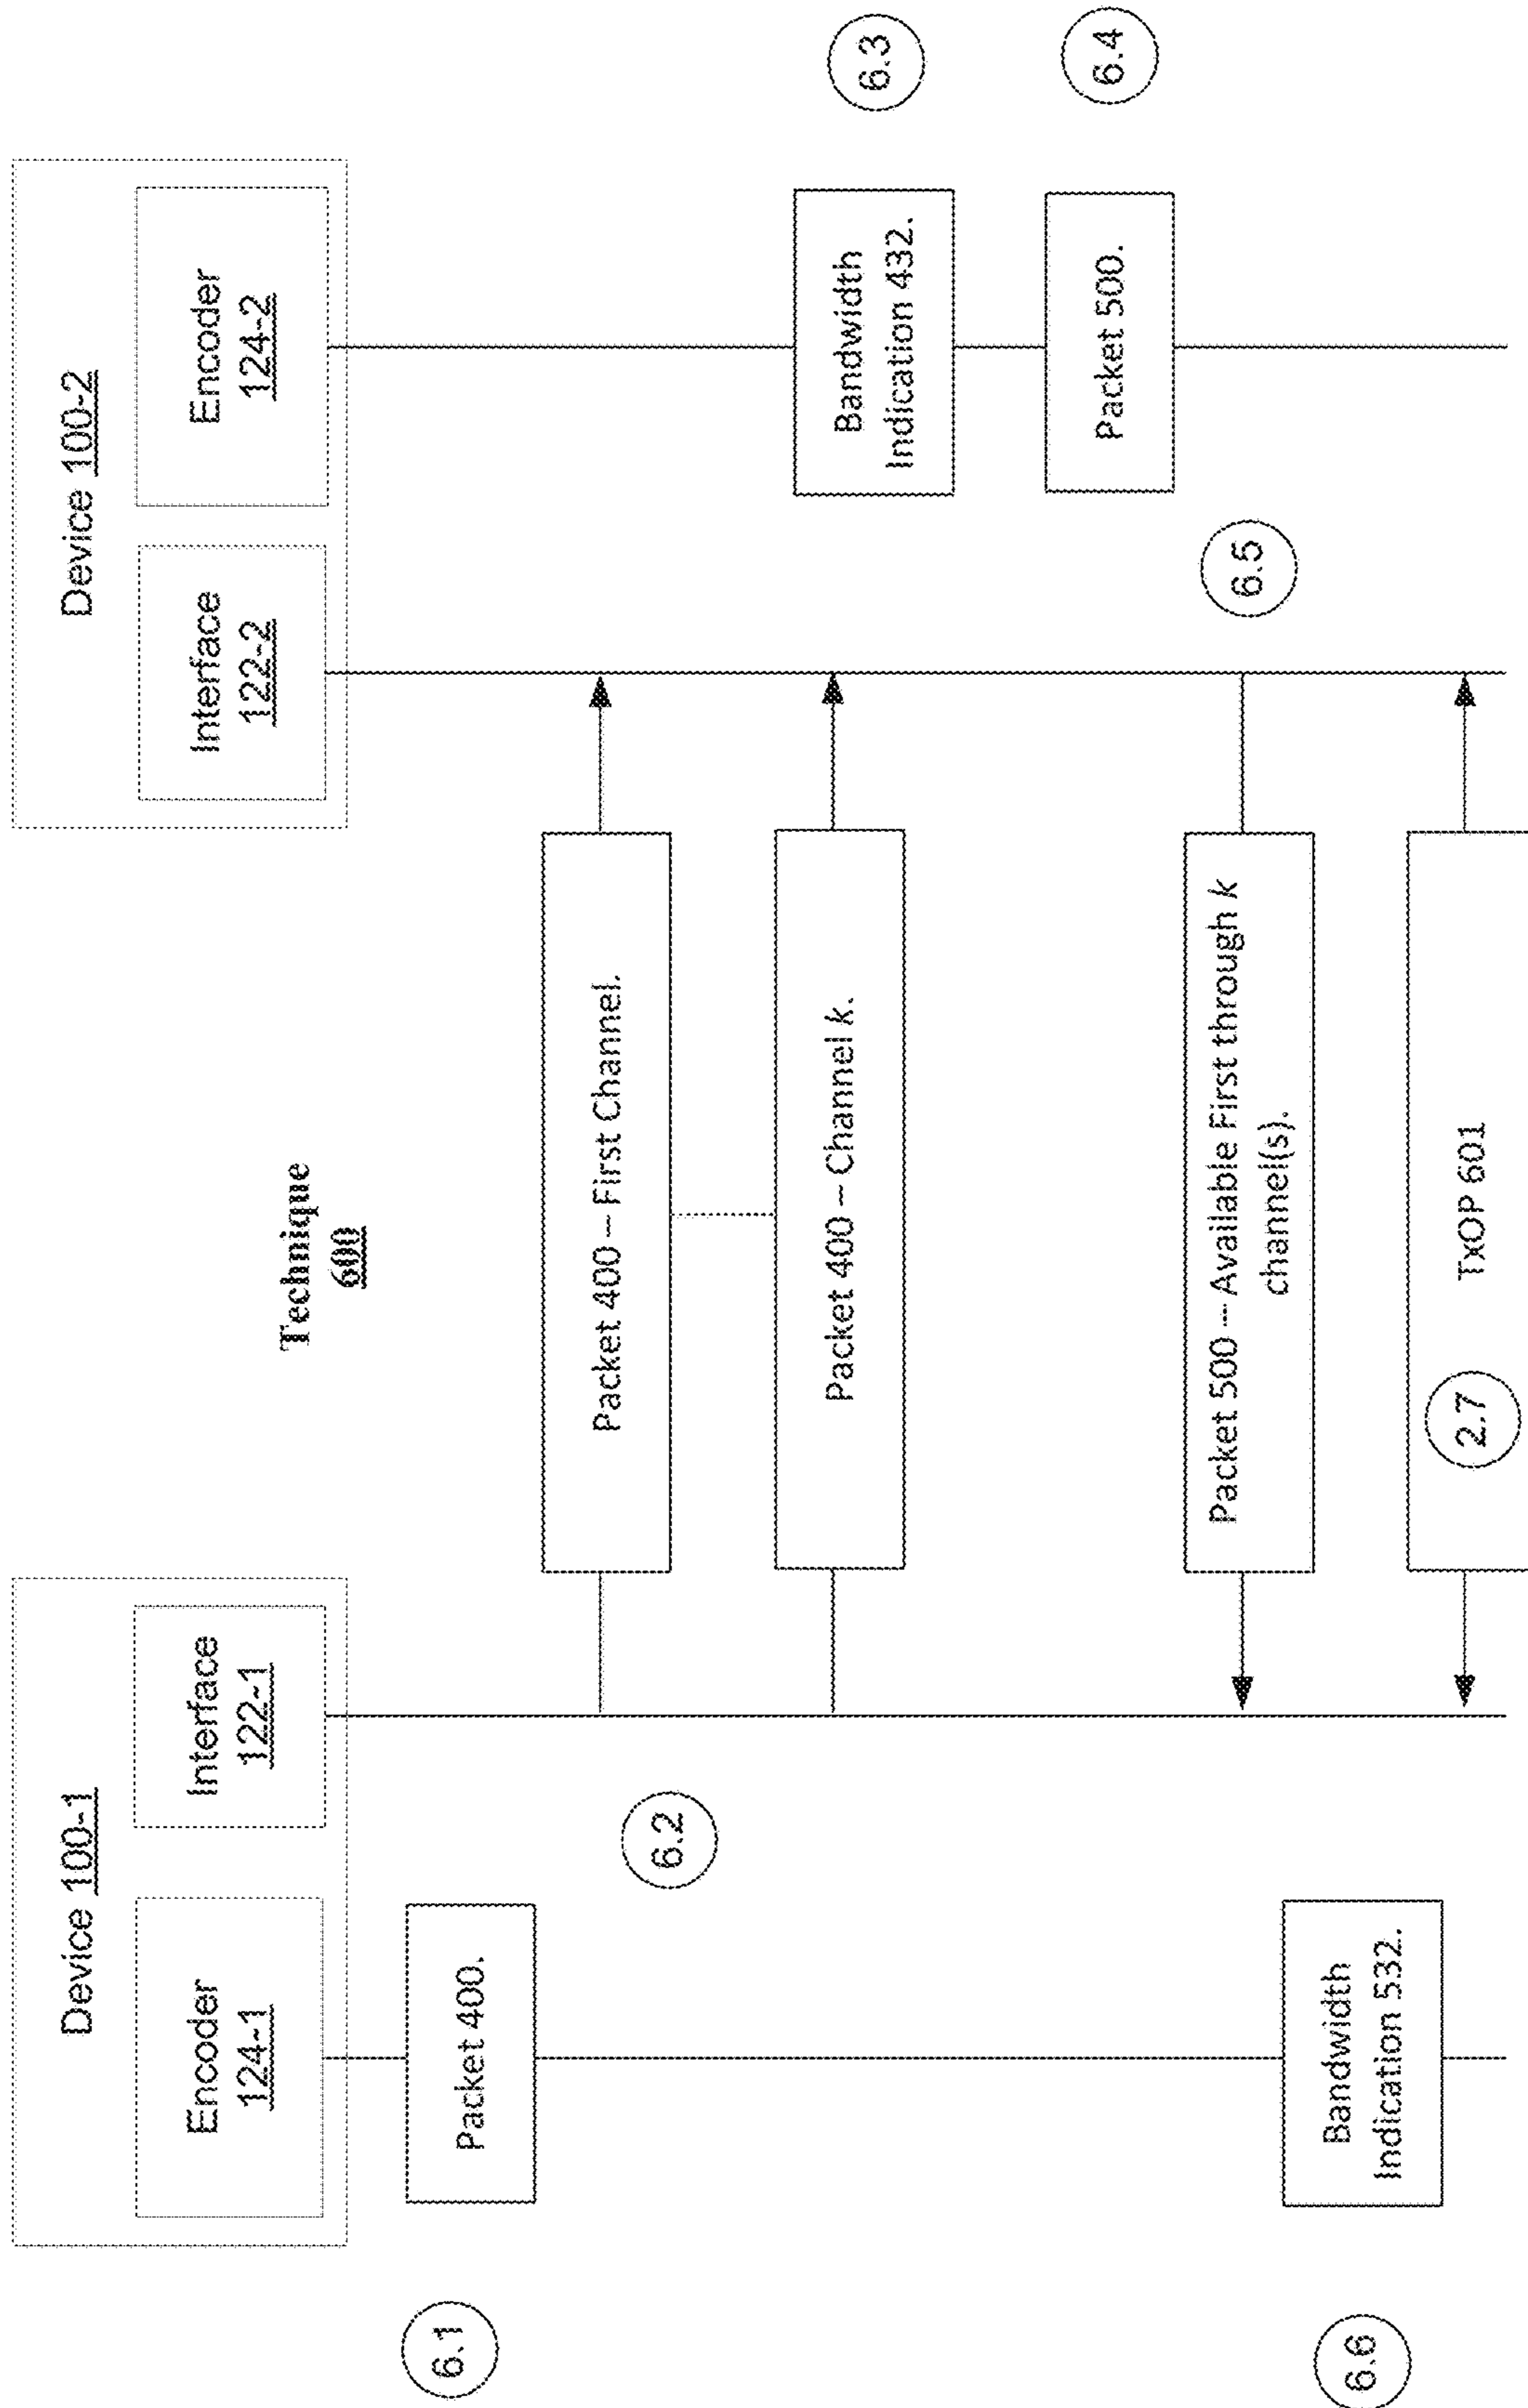 Technique
600
Device 100-1
Encoder
124-1
Interface
122-1
Device 100-2
Interface
122-2
Encoder
124-2
6.1
Packet 400.
6.2
Packet 400 – First Channel.
Packet 400 – Channel k.
Bandwidth
Indication 432.
6.3
Packet 500.
6.4
Packet 500 – Available First through k
channel(s).
6.5
6.6
Bandwidth
Indication 532.
2.7
TxOP 601